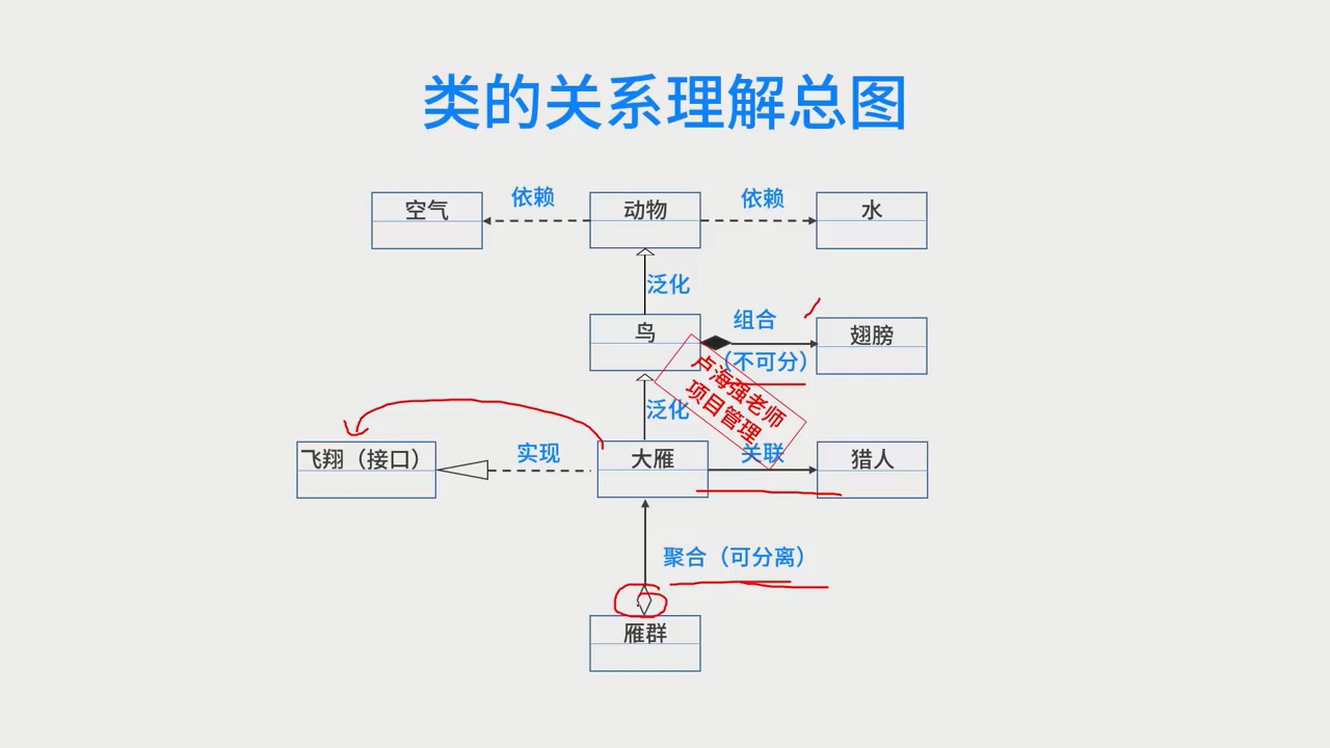 类的关系理解总图
空气
依赖
动物
依赖
水
泛化
鸟
组合
(不可分)
翅膀
卢海强老师
项目管理
泛化
飞翔（接口）
实现
大雁
关联
猎人
聚合（可分离）
雁群